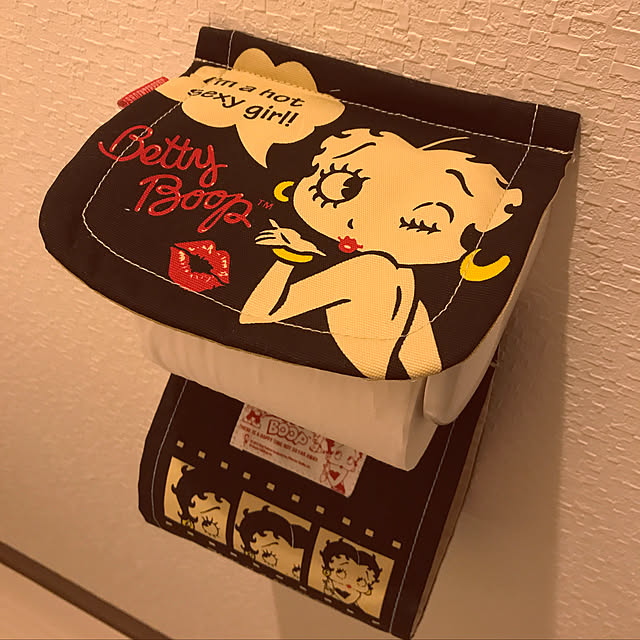 I'm a hot
sexy girl!
Betty
Boop™
BOOP